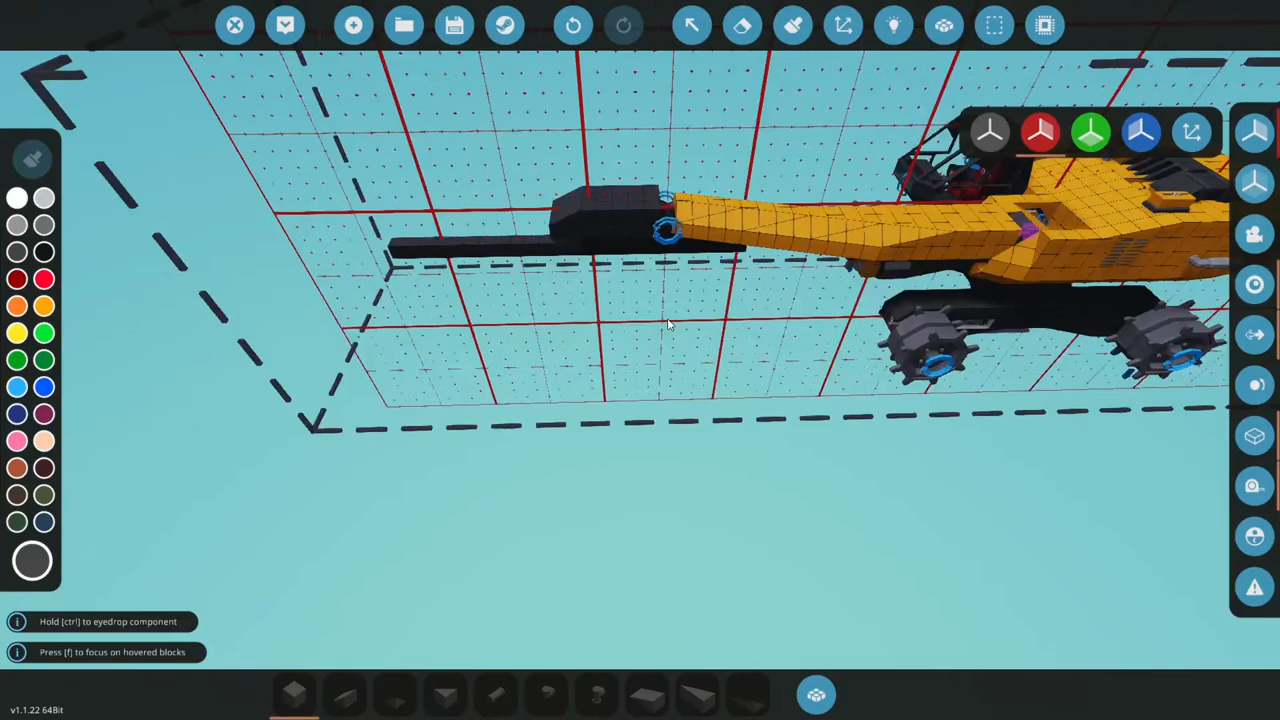 Hold [ctrl] to eyedrop component
Press [f] to focus on hovered blocks
v1.1.22 64Bit